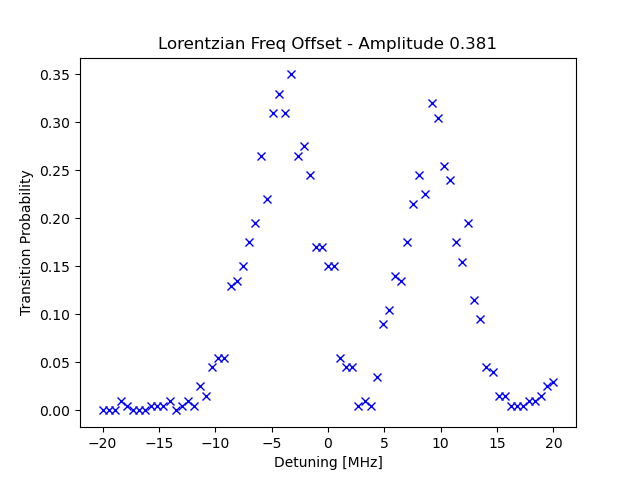 Lorentzian Freq Offset - Amplitude 0.381
Transition Probability
0.35
0.30
0.25
0.20
0.15
0.10
0.05
0.00
−20 −15 −10 −5 0 5 10 15 20
Detuning [MHz]